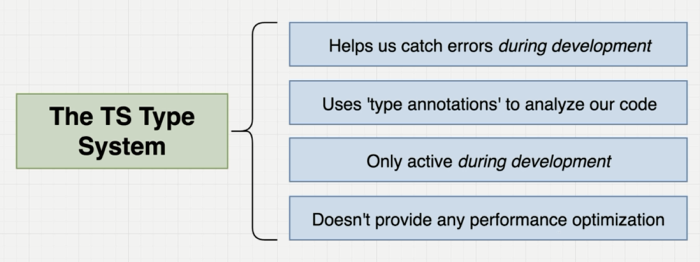 The TS Type
System
Helps us catch errors during development
Uses 'type annotations' to analyze our code
Only active during development
Doesn't provide any performance optimization